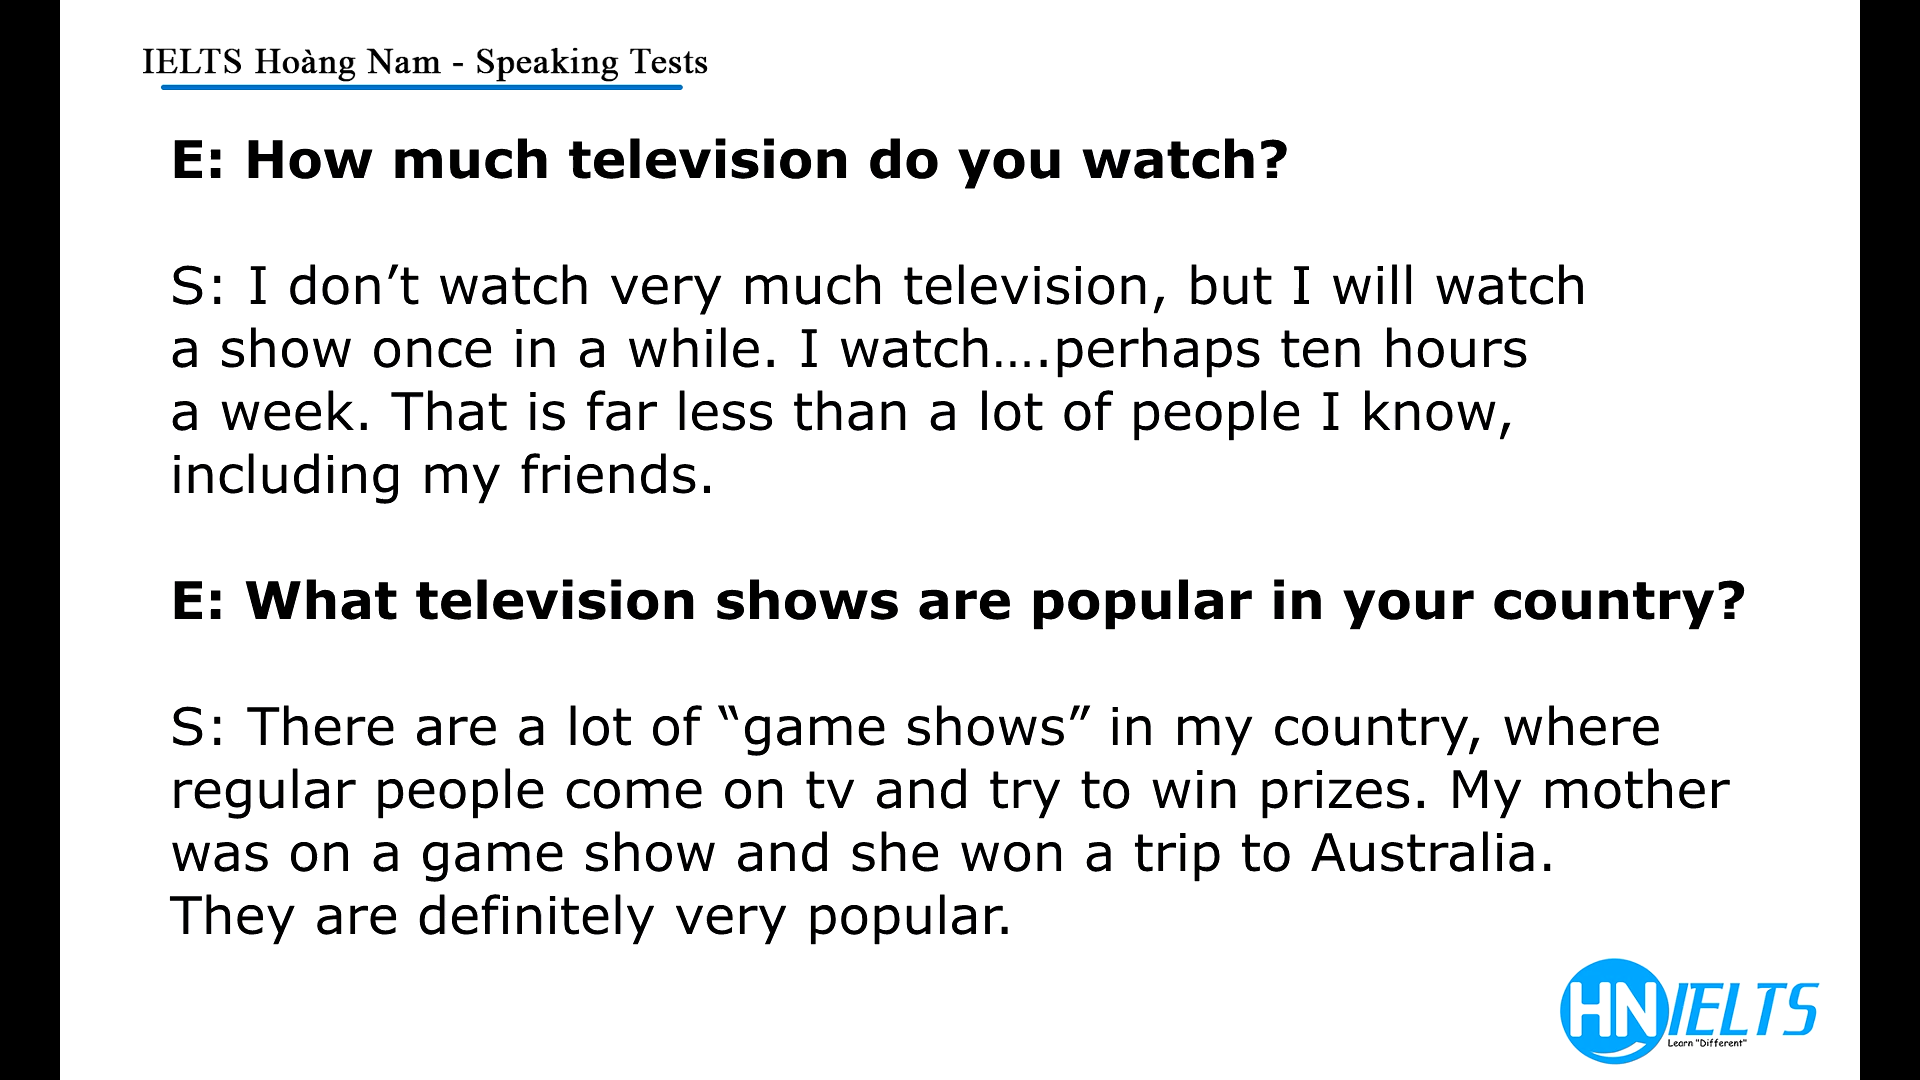 IELTS Hoàng Nam - Speaking Tests
E: How much television do you watch?
S: I don’t watch very much television, but I will watch
a show once in a while. I watch....perhaps ten hours
a week. That is far less than a lot of people I know,
including my friends.
E: What television shows are popular in your country?
S: There are a lot of “game shows” in my country, where
regular people come on tv and try to win prizes. My mother
was on a game show and she won a trip to Australia.
They are definitely very popular.
HNIELTS
Learn "Different"